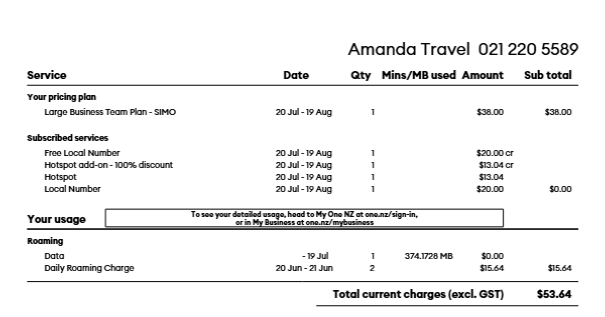 Amanda Travel 021 220 5589
Service Date Qty Mins/MB used Amount Sub total
Your pricing plan
Large Business Team Plan - SIMO 20 Jul - 19 Aug 1 $38.00 $38.00
Subscribed services
Free Local Number 20 Jul - 19 Aug 1 $20.00 cr
Hotspot add-on - 100% discount 20 Jul - 19 Aug 1 $13.04 cr
Hotspot 20 Jul - 19 Aug 1 $13.04
Local Number 20 Jul - 19 Aug 1 $20.00 $0.00
Your usage To see your detailed usage, head to My One NZ at one.nz/sign-in,
or in My Business at one.nz/mybusiness
Roaming
Data - 19 Jul 1 374.1728 MB $0.00
Daily Roaming Charge 20 Jun - 21 Jun 2 $15.64 $15.64
Total current charges (excl. GST) $53.64